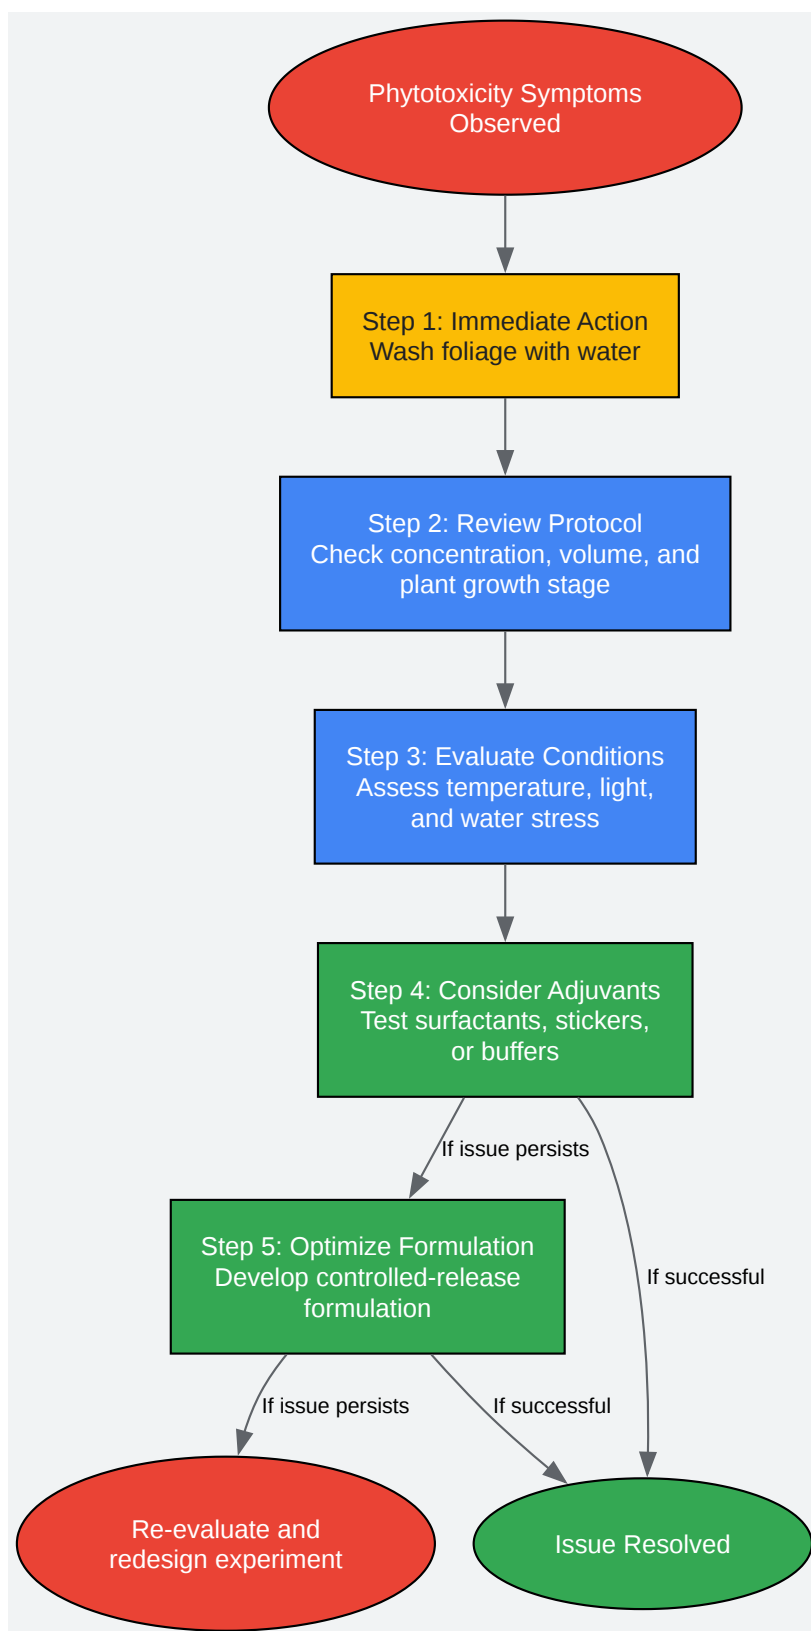 Phytotoxicity Symptoms
Observed
Step 1: Immediate Action
Wash foliage with water
Step 2: Review Protocol
Check concentration, volume, and
plant growth stage
Step 3: Evaluate Conditions
Assess temperature, light,
and water stress
Step 4: Consider Adjuvants
Test surfactants, stickers,
or buffers
If issue persists
Step 5: Optimize Formulation
Develop controlled-release
formulation
If successful
If issue persists
If successful
Re-evaluate and
redesign experiment
Issue Resolved